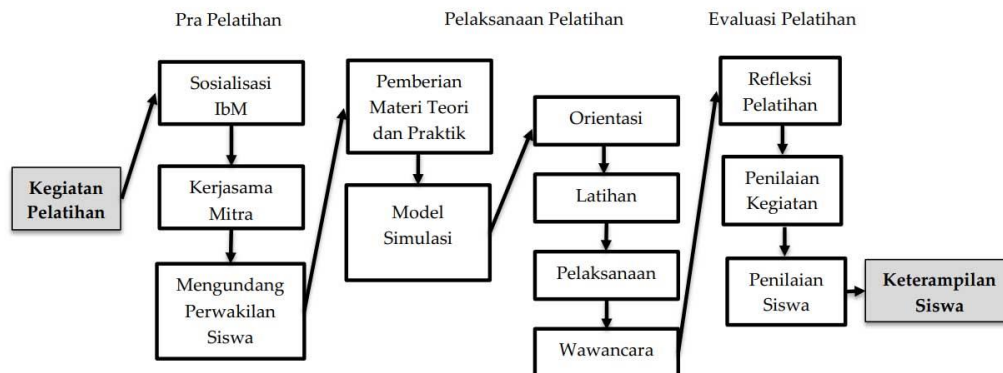 Pra Pelatihan
Pelaksanaan Pelatihan
Evaluasi Pelatihan
Kegiatan
Pelatihan
Sosialisasi
IbM
Kerjasama
Mitra
Mengundang
Perwakilan
Siswa
Pemberian
Materi Teori
dan Praktik
Model
Simulasi
Orientasi
Latihan
Pelaksanaan
Wawancara
Refleksi
Pelatihan
Penilaian
Kegiatan
Penilaian
Siswa
Keterampilan
Siswa